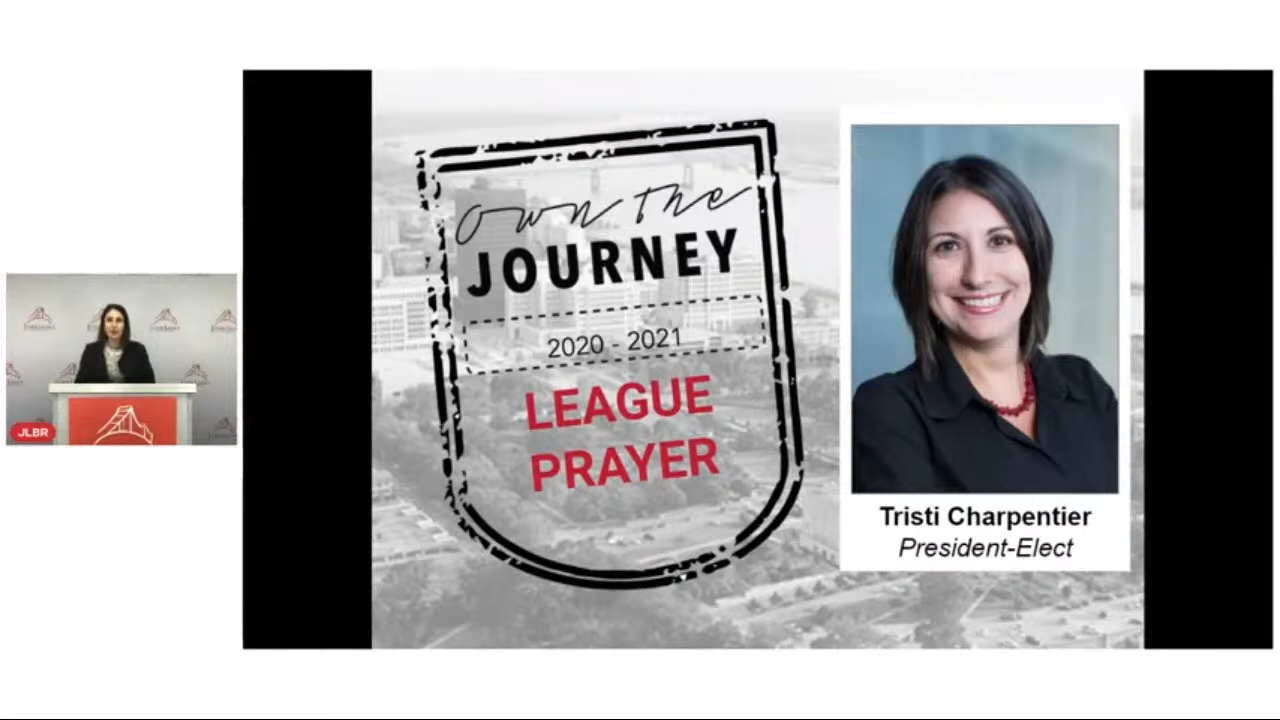 own the
JOURNEY
2020 - 2021
LEAGUE
PRAYER
Tristi Charpentier
President-Elect
JLBR